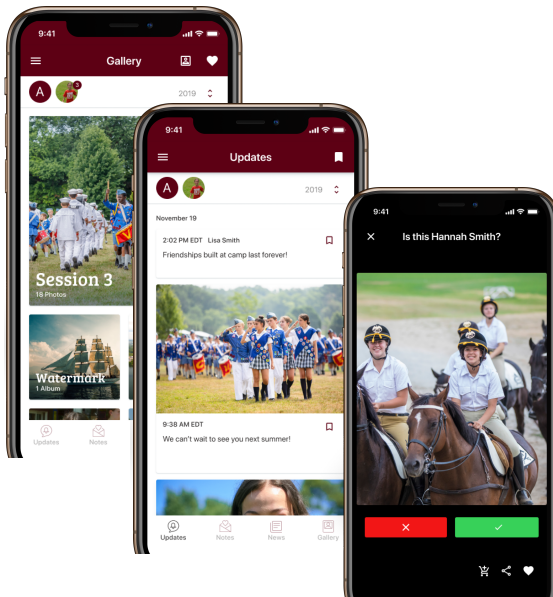 9:41
Gallery
A
3
2019
Session 3
18 Photos
Watermark
1 Album
Updates
Notes
9:41
Updates
A
2019
November 19
2:02 PM EDT Lisa Smith
Friendships built at camp last forever!
9:38 AM EDT
We can't wait to see you next summer!
Updates
Notes
News
Gallery
9:41
Is this Hannah Smith?